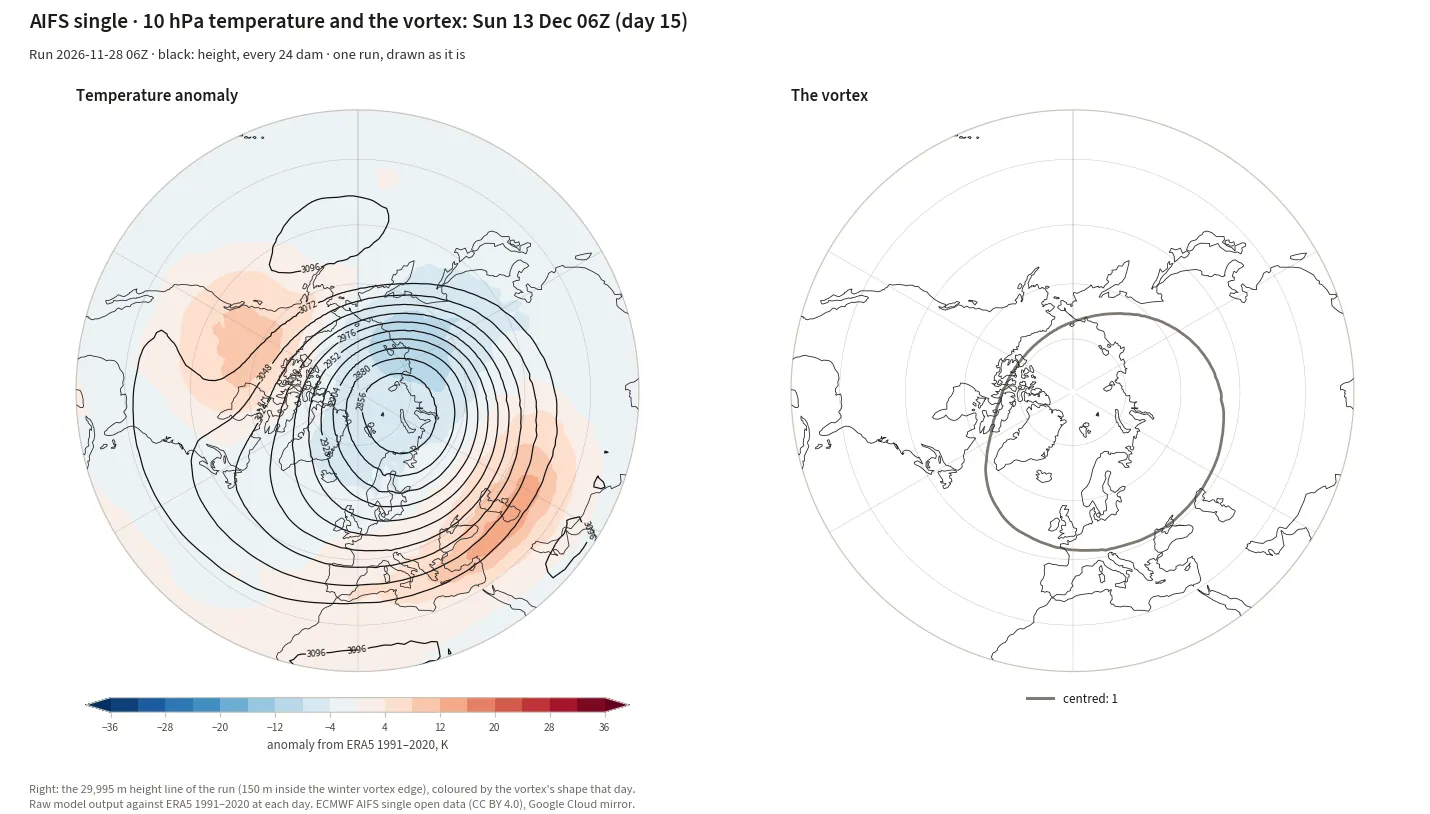 AIFS single · 10 hPa temperature and the vortex: Sun 13 Dec 06Z (day 15)
Run 2026-11-28 06Z · black: height, every 24 dam · one run, drawn as it is
Temperature anomaly
The vortex
3096
3072
2976
2952
3048
2880
2856
3096
3096
3096
centred: 1
−36 −28 −20 −12 −4 4 12 20 28 36
anomaly from ERA5 1991–2020, K
Right: the 29,995 m height line of the run (150 m inside the winter vortex edge), coloured by the vortex's shape that day.
Raw model output against ERA5 1991–2020 at each day. ECMWF AIFS single open data (CC BY 4.0), Google Cloud mirror.